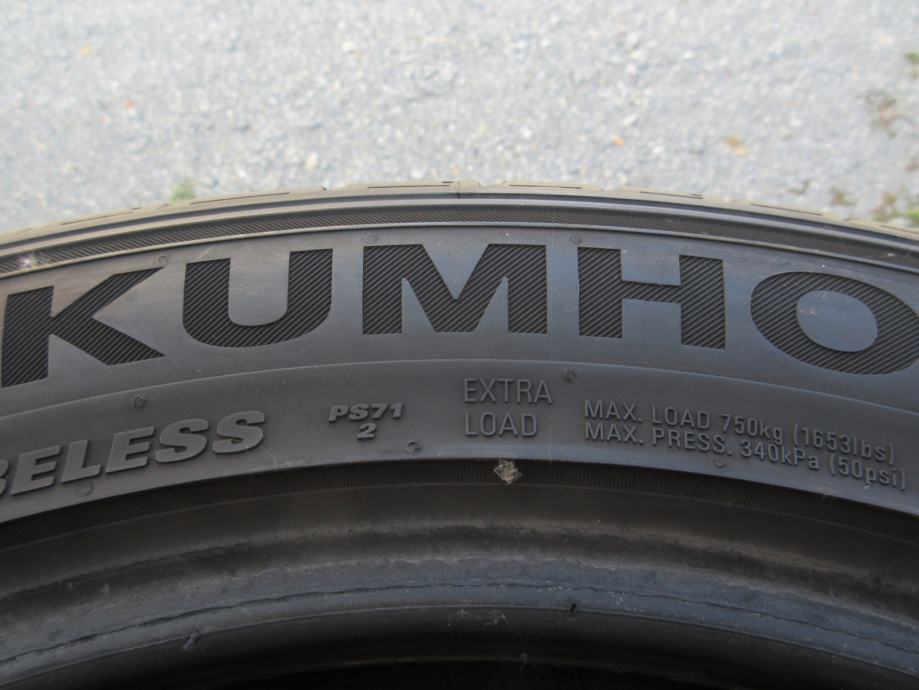 KUMHO
BELESS
PS71
2
EXTRA
LOAD
MAX. LOAD 750kg (1653lbs)
MAX. PRESS. 340kPa (50psi)